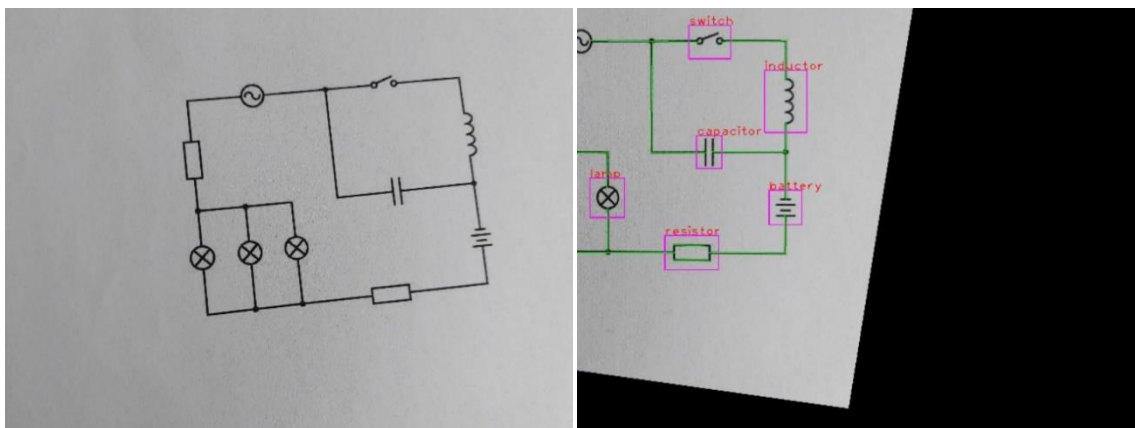 switch
inductor
capacitor
lamp
battery
resistor